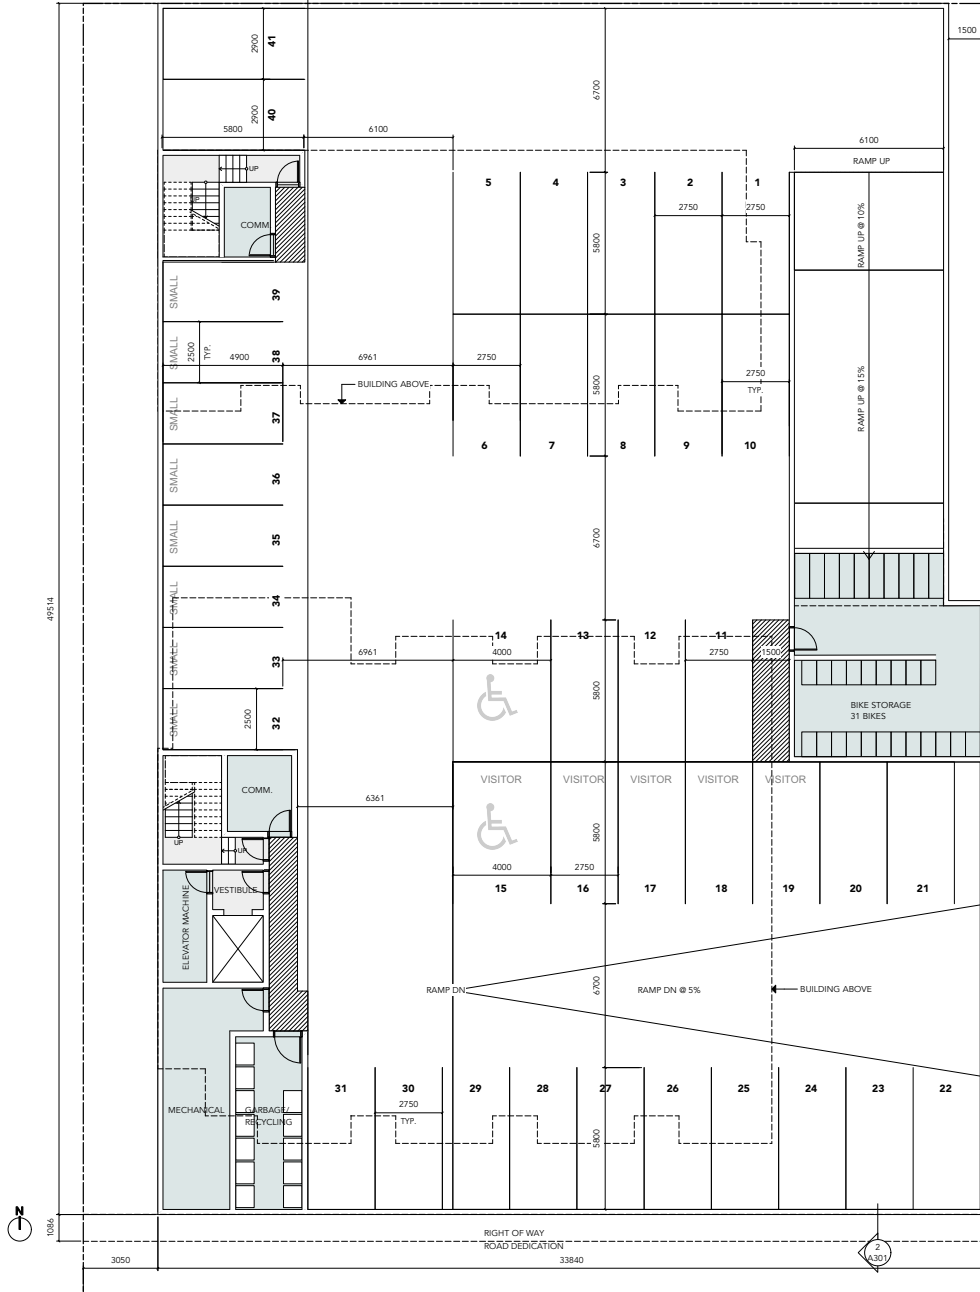 1500
41
2900
6700
40
2900
5800
6100
6100
RAMP UP
UP
5
4
3
2
1
UP
2750
2750
COMM.
5800
RAMP UP @ 10%
SMALL
39
SMALL
2500
TYP.
38
4900
6961
2750
BUILDING ABOVE
5800
2750
TYP.
RAMP UP @ 15%
SMALL
37
6
7
8
9
10
SMALL
36
SMALL
35
6700
49514
SMALL
34
14
13
12
11
SMALL
33
6961
4000
2750
1500
5800
SMALL
2500
32
BIKE STORAGE
31 BIKES
VISITOR
VISITOR
VISITOR
VISITOR
VISITOR
COMM.
6361
5800
UP
UP
4000
2750
VESTIBULE
15
16
17
18
19
20
21
ELEVATOR MACHINE
RAMP DN
6700
RAMP DN @ 5%
BUILDING ABOVE
31
30
29
28
27
26
25
24
23
22
MECHANICAL
GARBAGE/
RECYCLING
2750
TYP.
5800
N
1086
RIGHT OF WAY
ROAD DEDICATION
2
A301
3050
33840